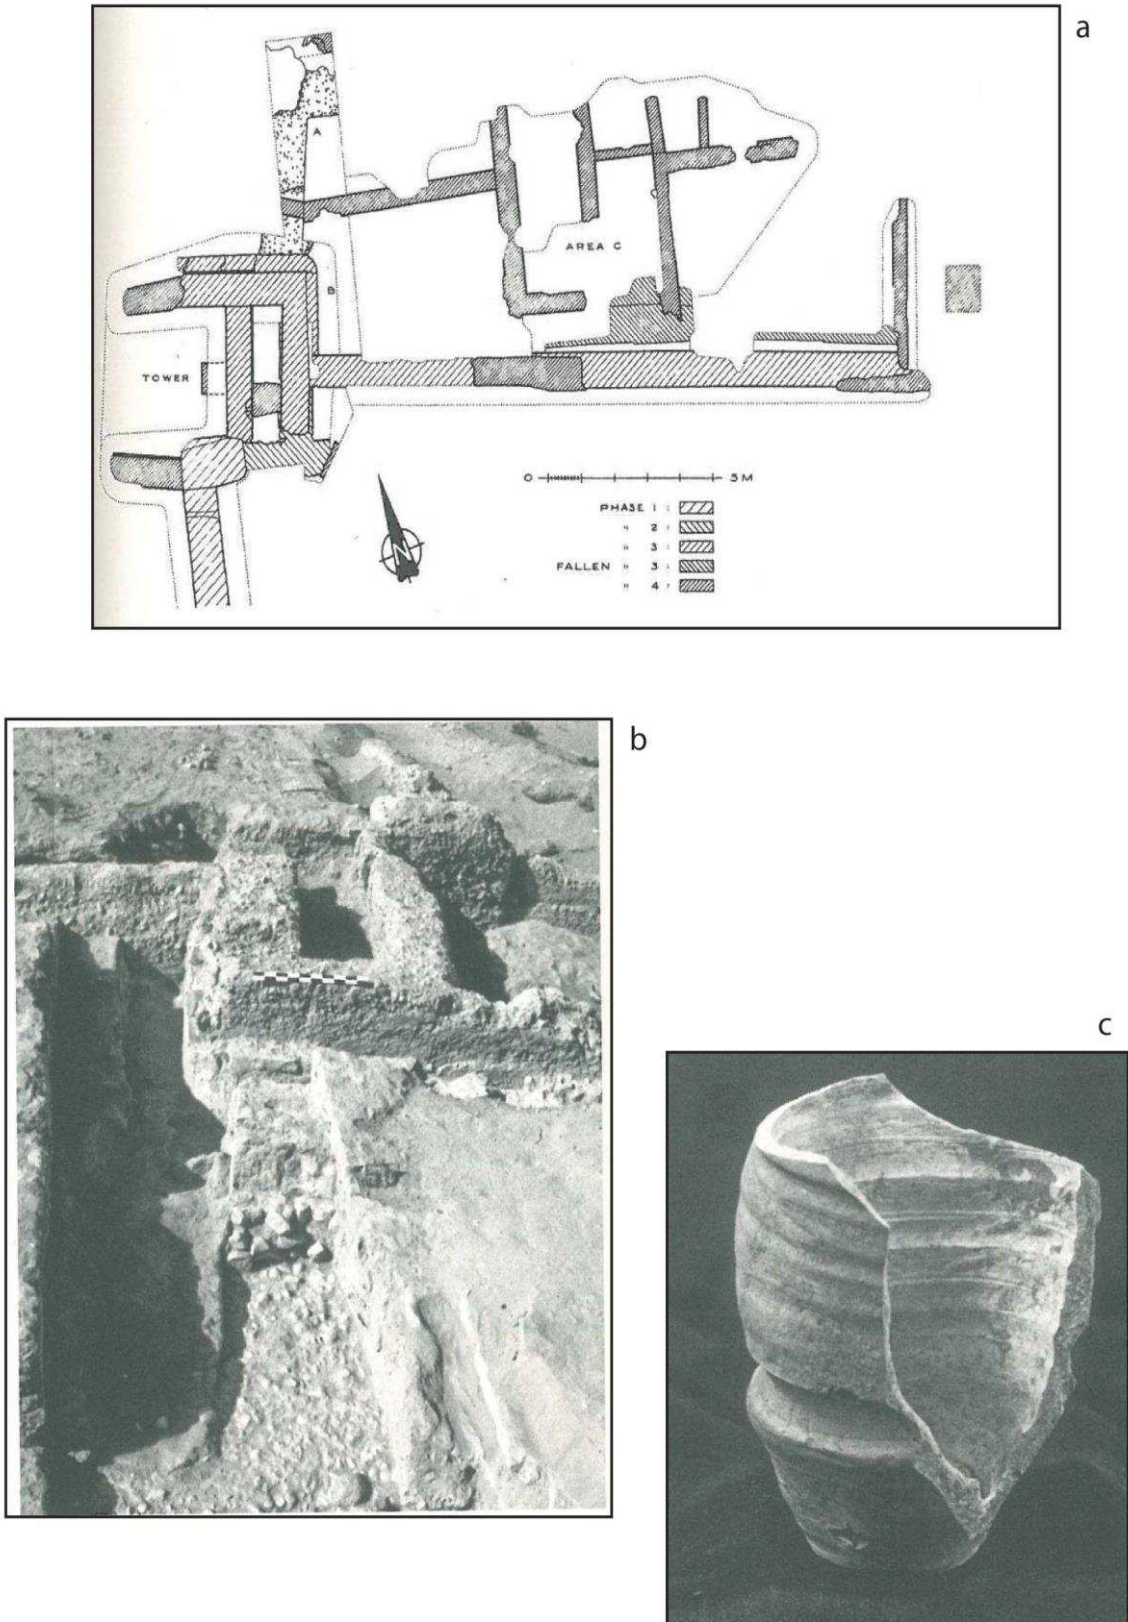 a
A
AREA C
B
TOWER
0 5 M
PHASE 1 :
" 2 :
" 3 :
FALLEN " 3 :
" 4 :
N
b
c